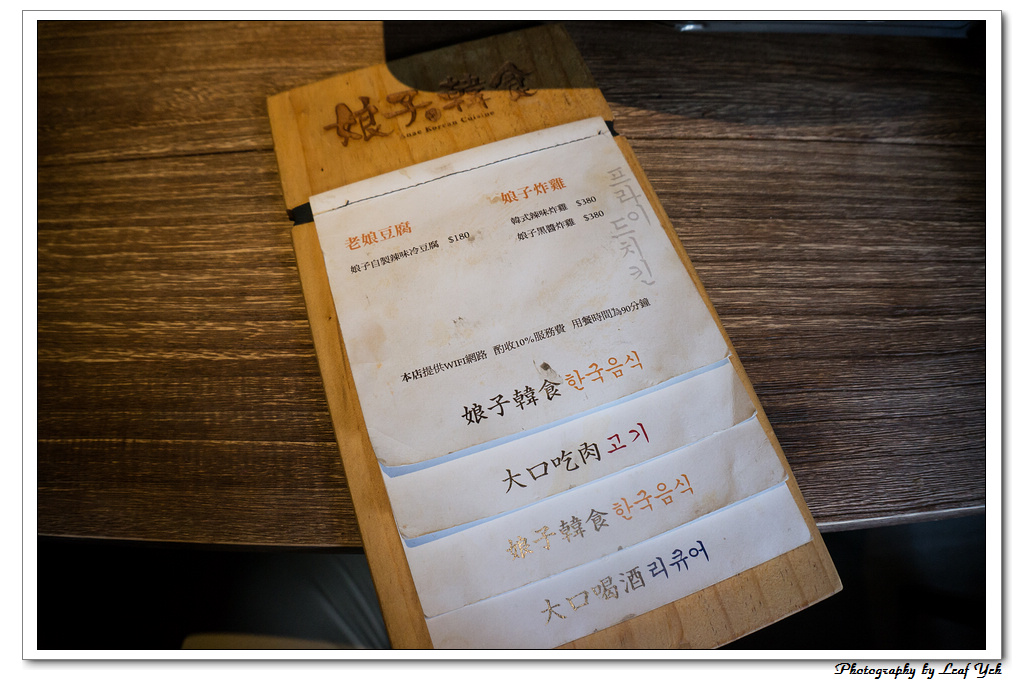 娘子韓食
Korean Cuisine
娘子炸雞
韓式辣味炸雞 $380
娘子黑醬炸雞 $380
老娘豆腐
娘子自製辣味冷豆腐 $180
프라이드치킨
本店提供WIFI網路 酌收10%服務費 用餐時間為90分鐘
娘子韓食 한국음식
大口吃肉 고기
娘子韓食 한국음식
大口喝酒 리큐어
Photography by Leaf Yeh